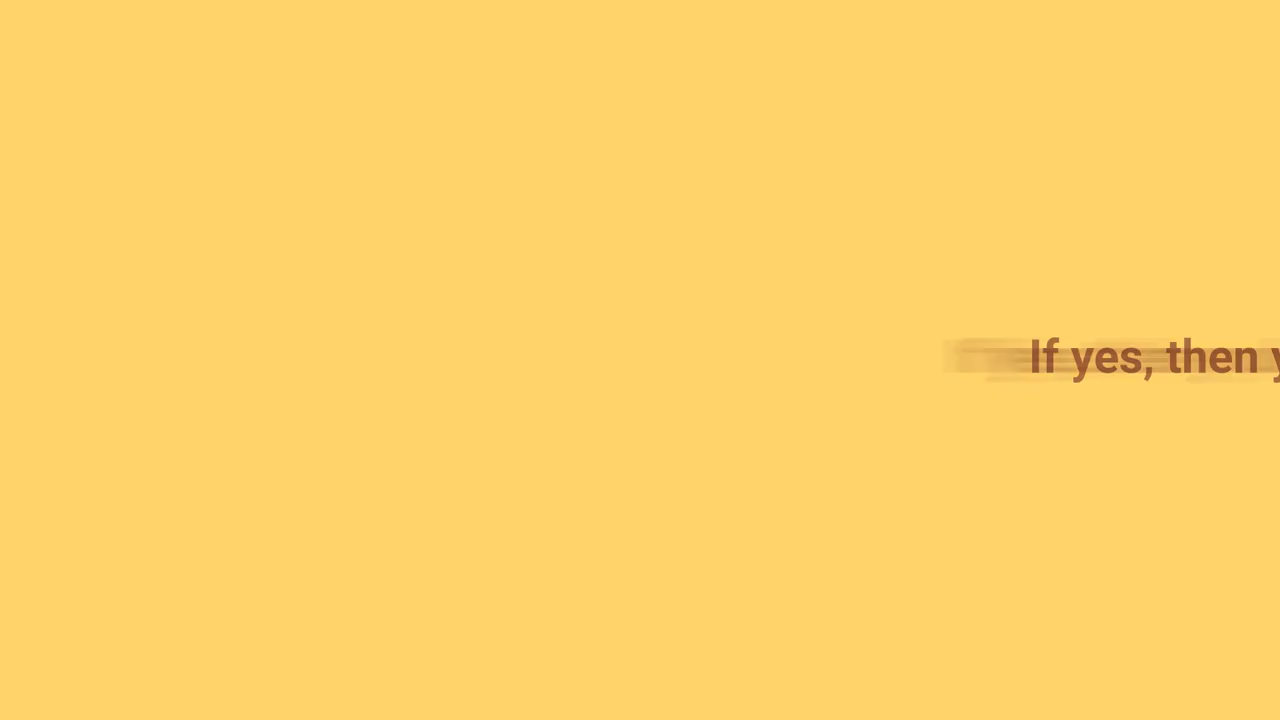 If yes, then y